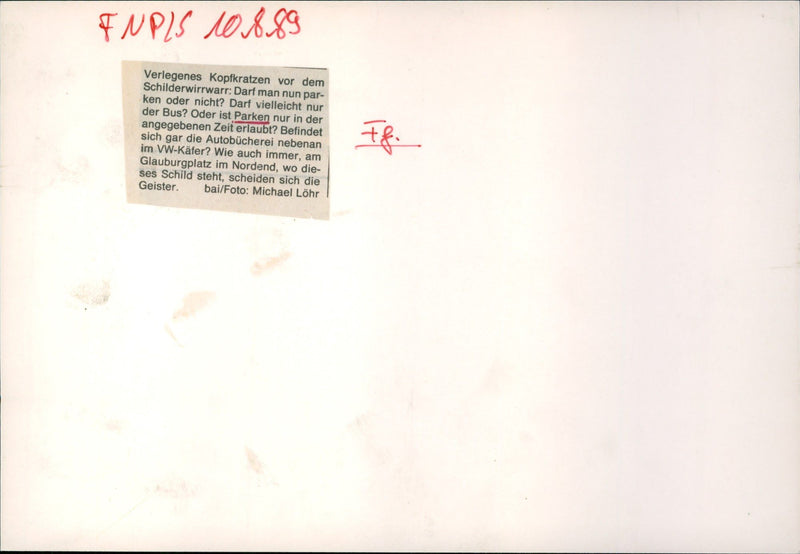 FNP/S 10.8.89
Verlegenes Kopfkratzen vor dem
Schilderwirrwarr: Darf man nun par-
ken oder nicht? Darf vielleicht nur
der Bus? Oder ist Parken nur in der
angegebenen Zeit erlaubt? Befindet
sich gar die Autobücherei nebenan
im VW-Käfer? Wie auch immer, am
Glauburgplatz im Nordend, wo die-
ses Schild steht, scheiden sich die
Geister. bai/Foto: Michael Löhr
Fg.